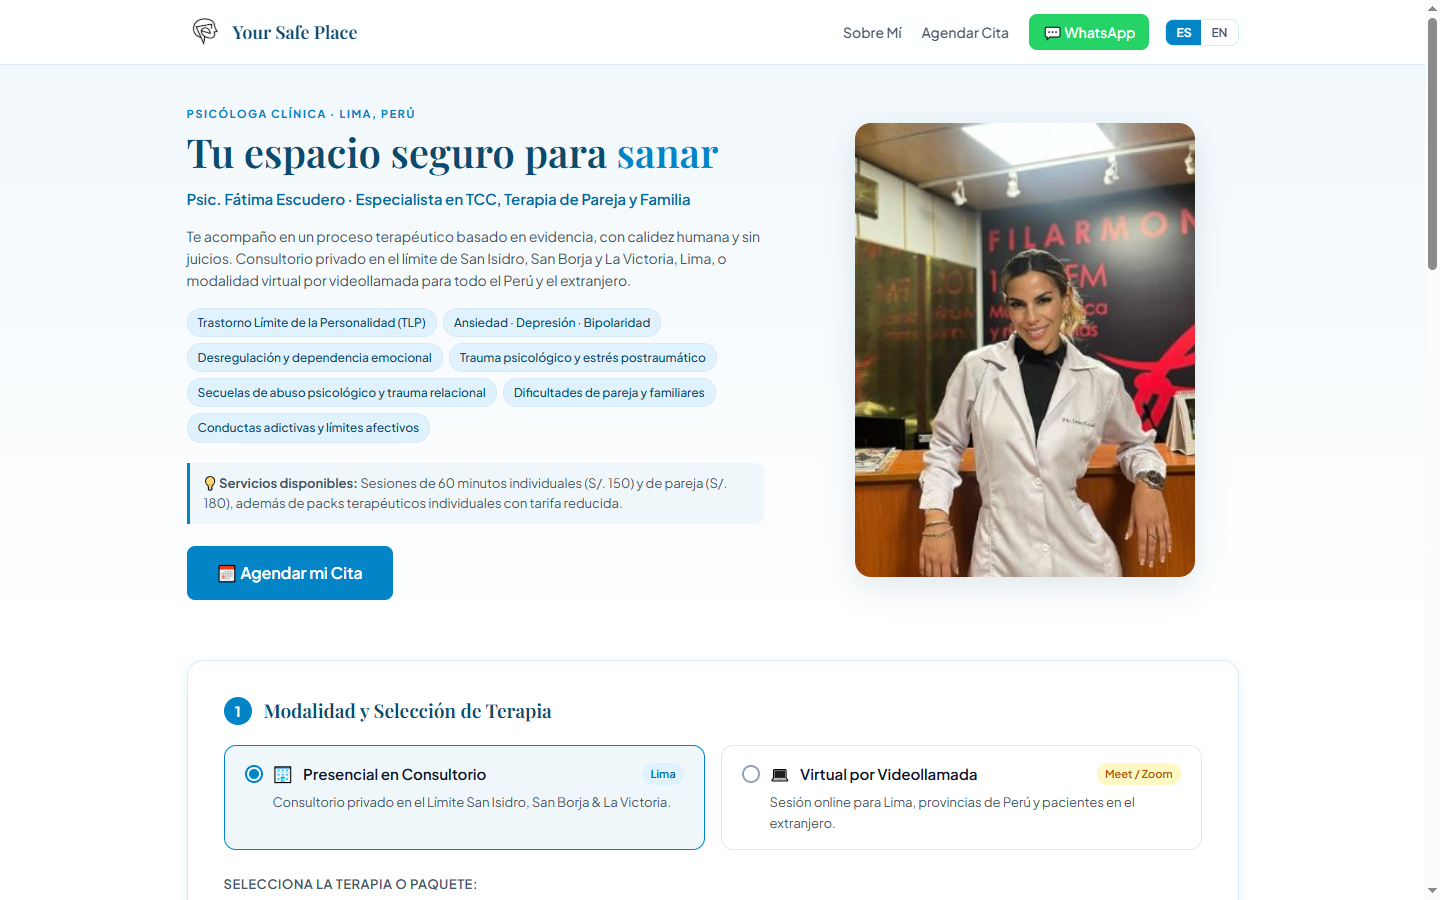 Your Safe Place
Sobre Mí
Agendar Cita
WhatsApp
ES
EN
PSICÓLOGA CLÍNICA · LIMA, PERÚ
Tu espacio seguro para sanar
Psic. Fátima Escudero · Especialista en TCC, Terapia de Pareja y Familia
Te acompaño en un proceso terapéutico basado en evidencia, con calidez humana y sin
juicios. Consultorio privado en el límite de San Isidro, San Borja y La Victoria, Lima, o
modalidad virtual por videollamada para todo el Perú y el extranjero.
Trastorno Límite de la Personalidad (TLP)
Ansiedad · Depresión · Bipolaridad
Desregulación y dependencia emocional
Trauma psicológico y estrés postraumático
Secuelas de abuso psicológico y trauma relacional
Dificultades de pareja y familiares
Conductas adictivas y límites afectivos
Servicios disponibles: Sesiones de 60 minutos individuales (S/. 150) y de pareja (S/.
180), además de packs terapéuticos individuales con tarifa reducida.
Agendar mi Cita
FILARMON
FM
1 Modalidad y Selección de Terapia
Presencial en Consultorio
Lima
Consultorio privado en el Límite San Isidro, San Borja & La Victoria.
Virtual por Videollamada
Meet / Zoom
Sesión online para Lima, provincias de Perú y pacientes en el
extranjero.
SELECCIONA LA TERAPIA O PAQUETE: